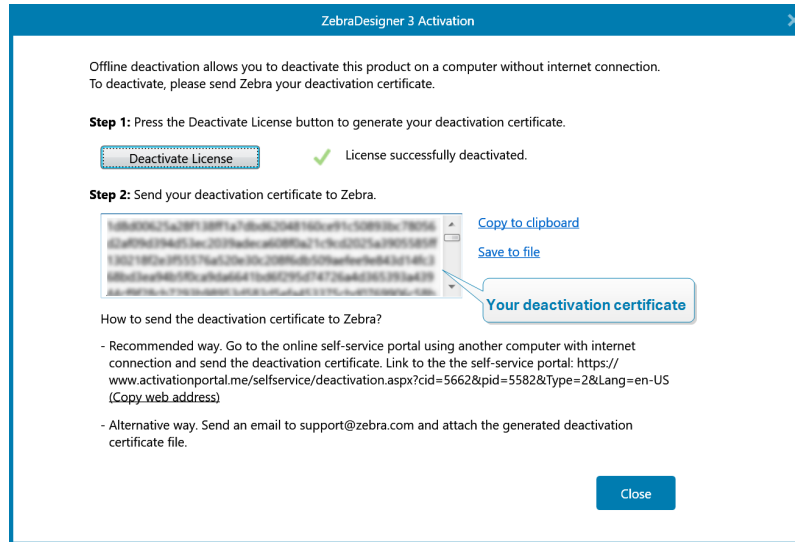 ZebraDesigner 3 Activation
Offline deactivation allows you to deactivate this product on a computer without internet connection.
To deactivate, please send Zebra your deactivation certificate.
Step 1: Press the Deactivate License button to generate your deactivation certificate.
Deactivate License
License successfully deactivated.
Step 2: Send your deactivation certificate to Zebra.
Copy to clipboard
Save to file
Your deactivation certificate
How to send the deactivation certificate to Zebra?
- Recommended way. Go to the online self-service portal using another computer with internet
connection and send the deactivation certificate. Link to the the self-service portal: https://
www.activationportal.me/selfservice/deactivation.aspx?cid=5662&pid=5582&Type=2&Lang=en-US
(Copy web address)
- Alternative way. Send an email to support@zebra.com and attach the generated deactivation
certificate file.
Close